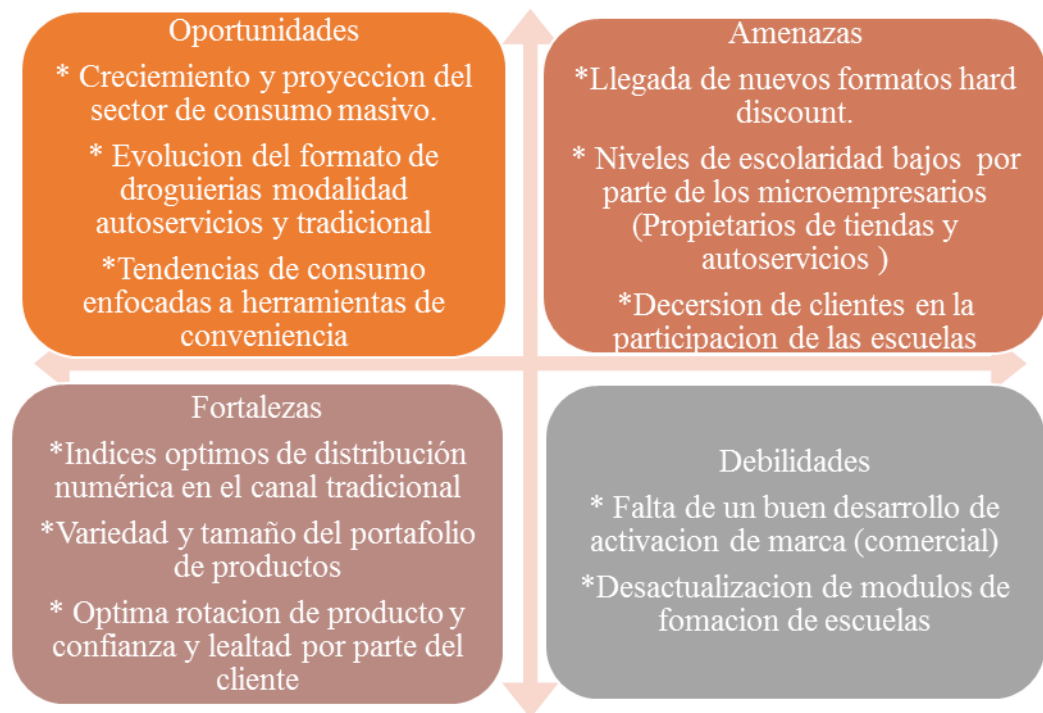 Oportunidades
* Creciemiento y proyeccion del
sector de consumo masivo.
* Evolucion del formato de
droguierias modalidad
autoservicios y tradicional
*Tendencias de consumo
enfocadas a herramientas de
conveniencia
Amenazas
*Llegada de nuevos formatos hard
discount.
* Niveles de escolaridad bajos por
parte de los microempresarios
(Propietarios de tiendas y
autoservicios )
*Decersion de clientes en la
participacion de las escuelas
Fortalezas
*Indices optimos de distribución
numérica en el canal tradicional
*Variedad y tamaño del portafolio
de productos
* Optima rotacion de producto y
confianza y lealtad por parte del
cliente
Debilidades
* Falta de un buen desarrollo de
activacion de marca (comercial)
*Desactualizacion de modulos de
fomacion de escuelas